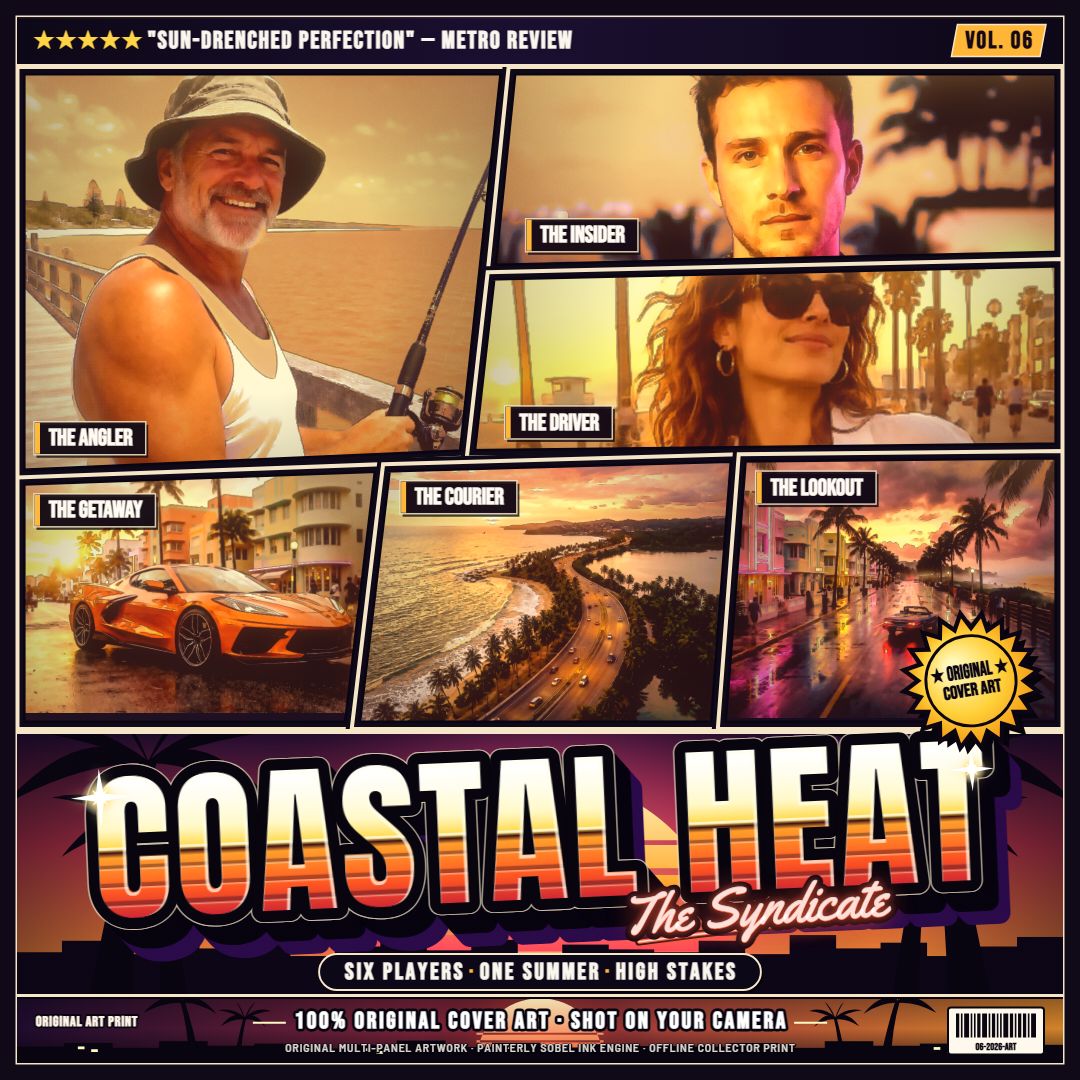 ★★★★★ "SUN-DRENCHED PERFECTION" — METRO REVIEW
VOL. 06
THE INSIDER
THE ANGLER
THE DRIVER
THE GETAWAY
THE COURIER
THE LOOKOUT
★ ORIGINAL ★
COVER ART
COASTAL HEAT
The Syndicate
SIX PLAYERS · ONE SUMMER · HIGH STAKES
ORIGINAL ART PRINT
100% ORIGINAL COVER ART · SHOT ON YOUR CAMERA
ORIGINAL MULTI-PANEL ARTWORK · PAINTERLY SOBEL INK ENGINE · OFFLINE COLLECTOR PRINT
06-2026-ART